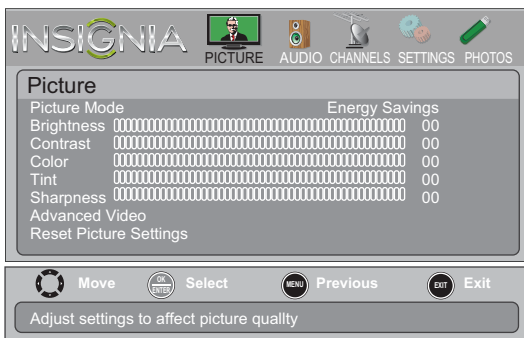 INSIGNIA
PICTURE AUDIO CHANNELS SETTINGS PHOTOS
Picture
Picture Mode Energy Savings
Brightness 00
Contrast 00
Color 00
Tint 00
Sharpness 00
Advanced Video
Reset Picture Settings
Move OK ENTER Select MENU Previous EXIT Exit
Adjust settings to affect picture quallty